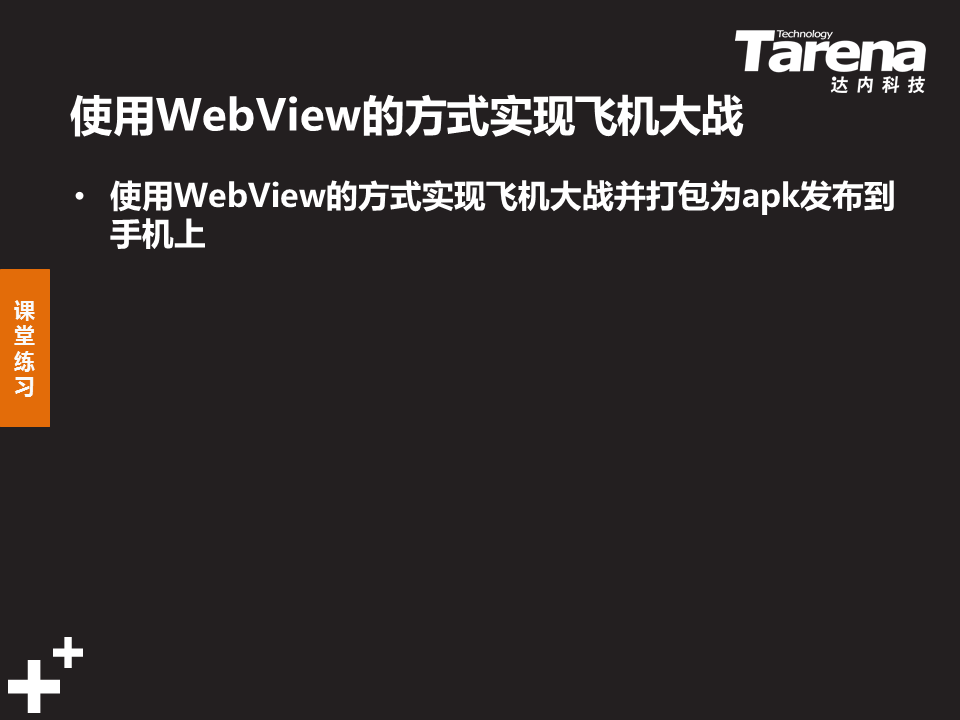 Technology
Tarena
达内科技
使用WebView的方式实现飞机大战
• 使用WebView的方式实现飞机大战并打包为apk发布到
手机上
课
堂
练
习